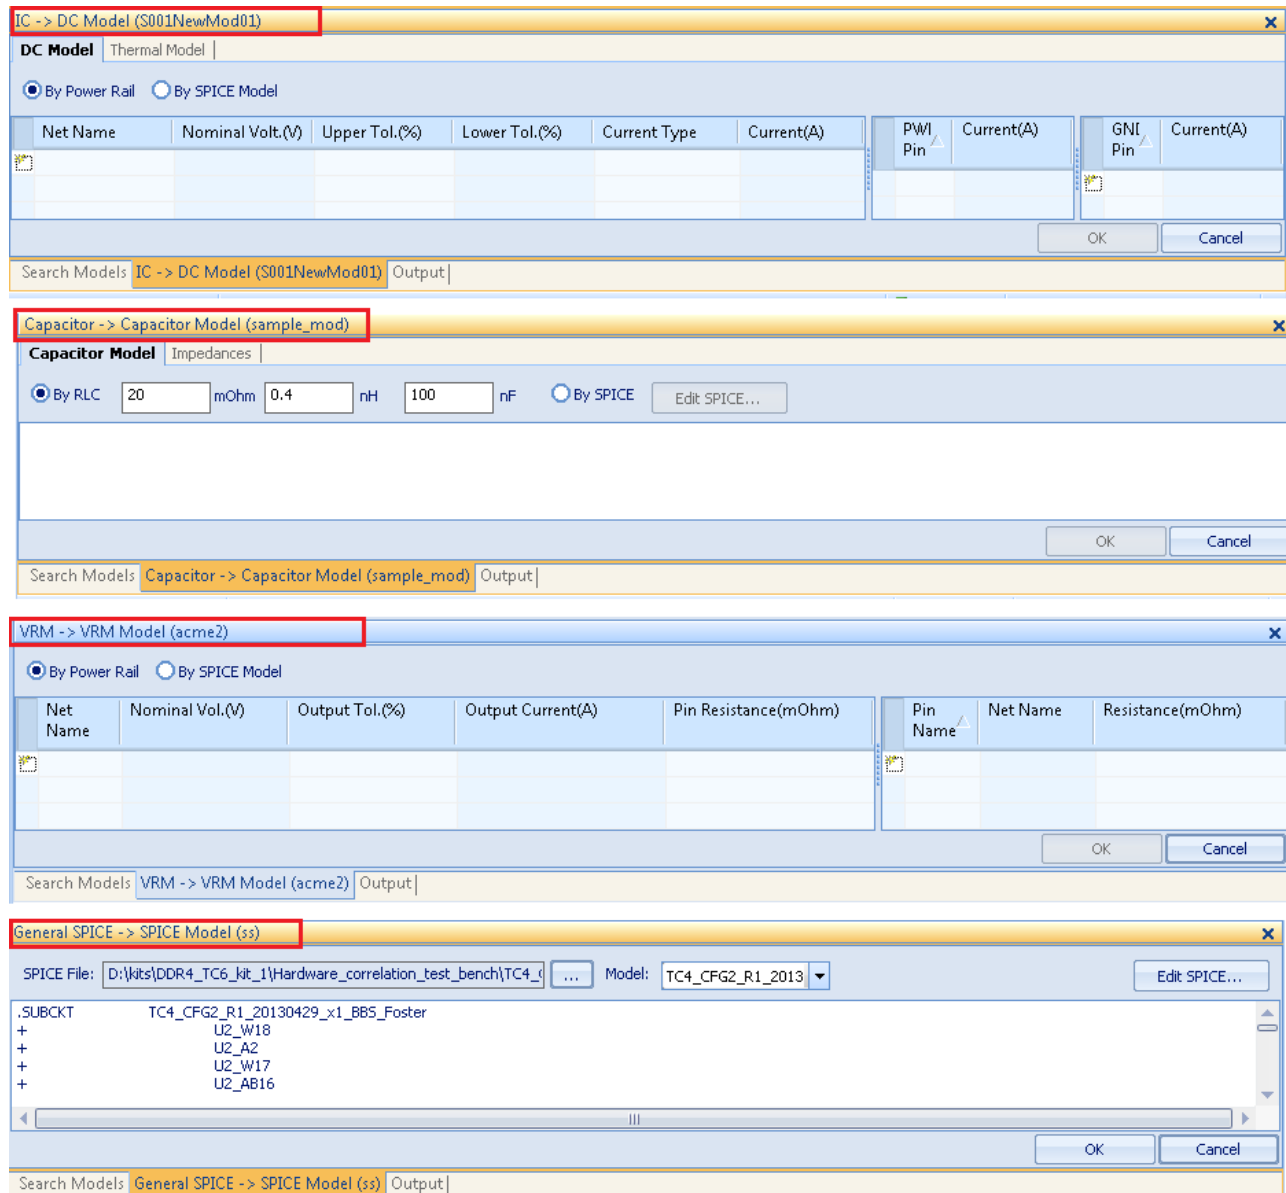 IC -> DC Model (S001NewMod01)
DC Model Thermal Model
By Power Rail By SPICE Model
Net Name Nominal Volt.(V) Upper Tol.(%) Lower Tol.(%) Current Type Current(A) PWI Pin Current(A) GNI Pin Current(A)
OK Cancel
Search Models IC -> DC Model (S001NewMod01) Output
Capacitor -> Capacitor Model (sample_mod)
Capacitor Model Impedances
By RLC 20 mOhm 0.4 nH 100 nF By SPICE Edit SPICE...
OK Cancel
Search Models Capacitor -> Capacitor Model (sample_mod) Output
VRM -> VRM Model (acme2)
By Power Rail By SPICE Model
Net Name Nominal Vol.(V) Output Tol.(%) Output Current(A) Pin Resistance(mOhm) Pin Name Net Name Resistance(mOhm)
OK Cancel
Search Models VRM -> VRM Model (acme2) Output
General SPICE -> SPICE Model (ss)
SPICE File: D:\kits\DDR4_TC6_kit_1\Hardware_correlation_test_bench\TC4_ ... Model: TC4_CFG2_R1_2013 Edit SPICE...
.SUBCKT TC4_CFG2_R1_20130429_x1_BBS_Foster
+ U2_W18
+ U2_A2
+ U2_W17
+ U2_AB16
OK Cancel
Search Models General SPICE -> SPICE Model (ss) Output